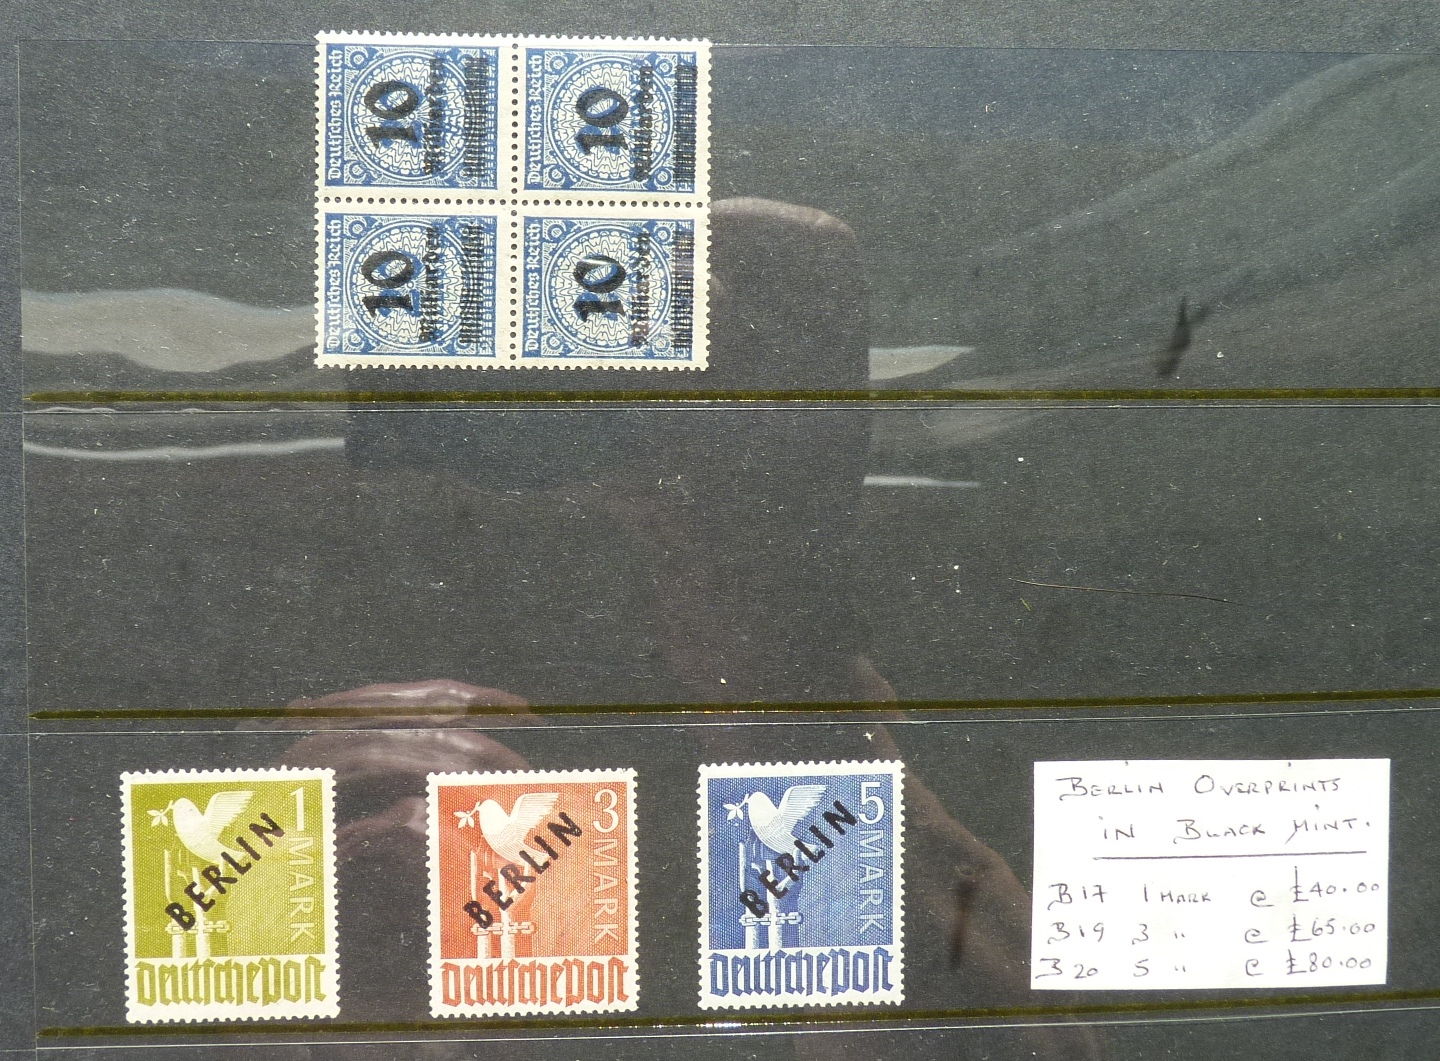 Deutsches Reich
10
Milliarden
Deutsches Reich
10
Milliarden
Deutsches Reich
10
Milliarden
Deutsches Reich
10
Milliarden
1 MARK
BERLIN
Deutsche Post
3 MARK
BERLIN
Deutsche Post
5 MARK
BERLIN
Deutsche Post
BERLIN OVERPRINTS
IN BLACK MINT.
B17 1 MARK @ £40.00
B19 3 " @ £65.00
B20 5 " @ £80.00